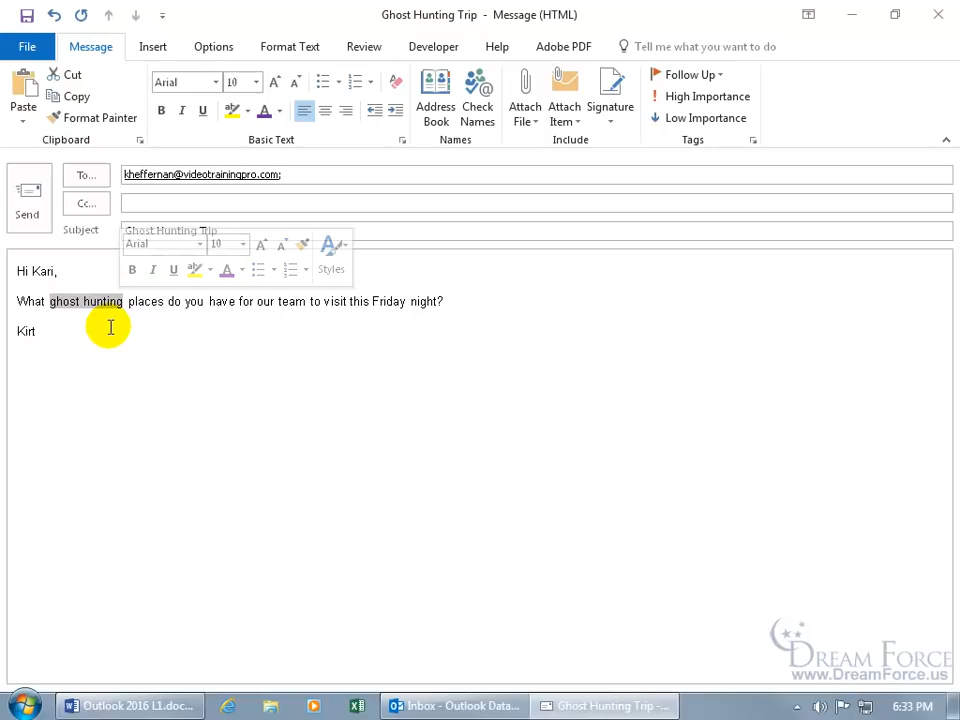 Ghost Hunting Trip - Message (HTML)
File Message Insert Options Format Text Review Developer Help Adobe PDF Tell me what you want to do
Paste
Cut
Copy
Format Painter
Clipboard
Arial 10
Basic Text
Address Book
Check Names
Names
Attach File
Attach Item
Signature
Include
Follow Up
High Importance
Low Importance
Tags
Send
To... kheffernan@videotrainingpro.com;
Cc...
Subject Ghost Hunting Trip
Arial 10
Styles
Hi Kari,
What ghost hunting places do you have for our team to visit this Friday night?
Kirt
DREAM FORCE
www.DreamForce.us
Outlook 2016 L1.doc...
Inbox - Outlook Data...
Ghost Hunting Trip -...
6:33 PM